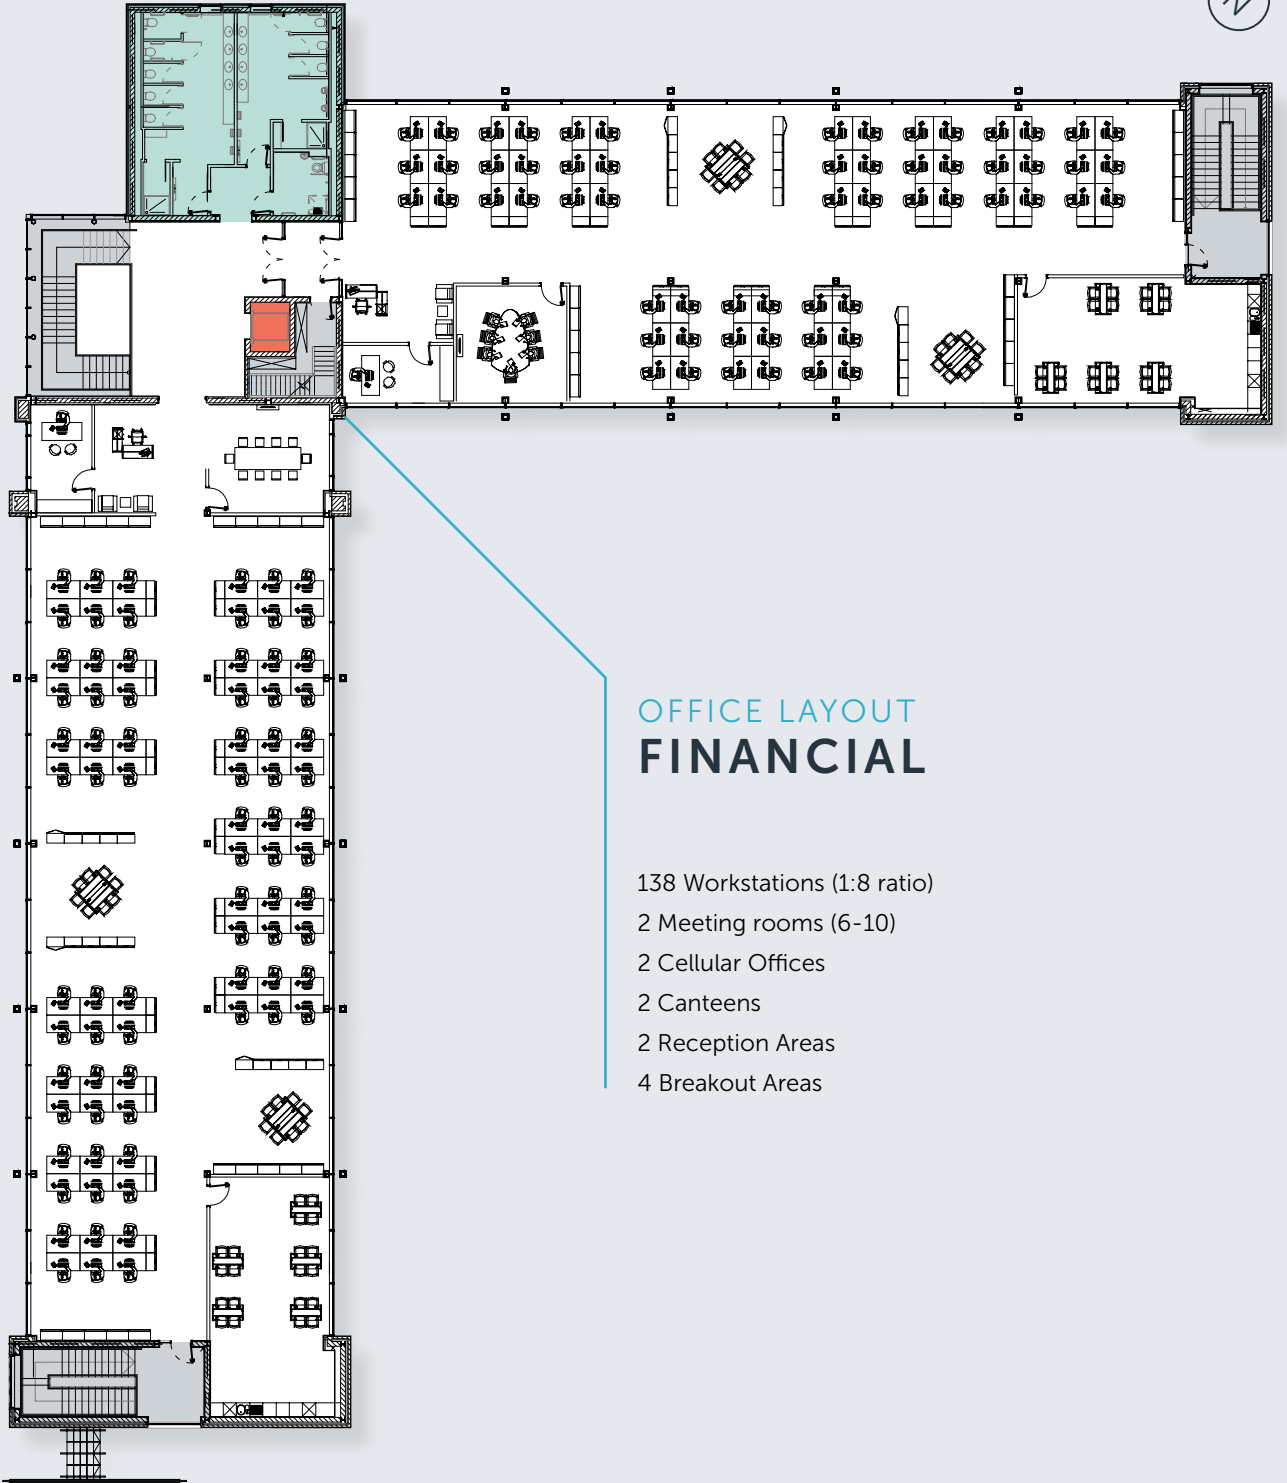 N
OFFICE LAYOUT
FINANCIAL
138 Workstations (1:8 ratio)
2 Meeting rooms (6-10)
2 Cellular Offices
2 Canteens
2 Reception Areas
4 Breakout Areas